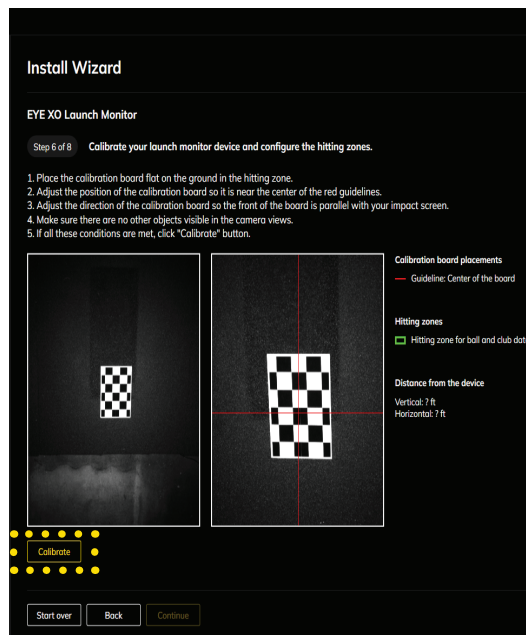 Install Wizard
EYE XO Launch Monitor
Step 6 of 8 Calibrate your launch monitor device and configure the hitting zones.
1. Place the calibration board flat on the ground in the hitting zone.
2. Adjust the position of the calibration board so it is near the center of the red guidelines.
3. Adjust the direction of the calibration board so the front of the board is parallel with your impact screen.
4. Make sure there are no other objects visible in the camera views.
5. If all these conditions are met, click "Calibrate" button.
Calibration board placements
Guideline: Center of the board
Hitting zones
Hitting zone for ball and club dat
Distance from the device
Vertical: ? ft
Horizontal: ? ft
Calibrate
Start over Back Continue